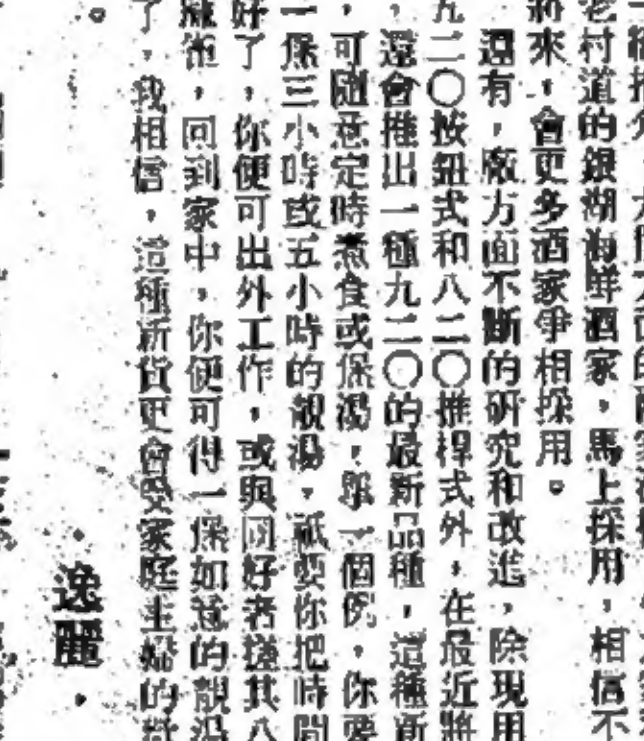 老村道的銀湖海鮮酒家，馬上採用，相信不
將來，會更多酒家爭相採用。
還有，廠方面不斷的研究和改進，除現用
九二〇按鈕式和八二〇推桿式外，在最近將
，還會推出一種九二〇的最新品種，這種新
，可隨意定時煮食或保湯，舉一個例，你要
一保三小時或五小時的靚湯，祇要你把時間
好了，你便可出外工作，或與同好者搓其八
魔術，回到家中，你便可得一保如意的靚湯
了，我相信，這種新貨更會受家庭主婦的
。
逸麗，